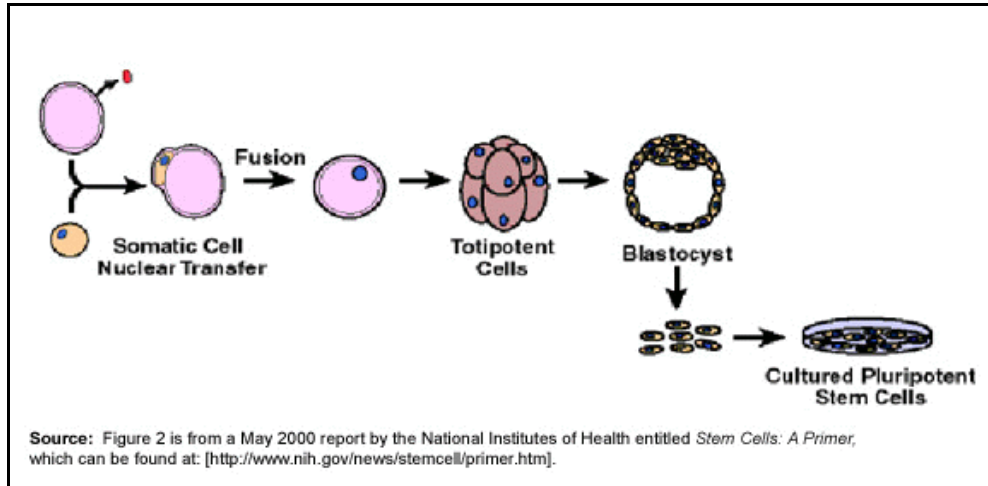 Fusion
Somatic Cell
Nuclear Transfer
Totipotent
Cells
Blastocyst
Cultured Pluripotent
Stem Cells
Source: Figure 2 is from a May 2000 report by the National Institutes of Health entitled Stem Cells: A Primer,
which can be found at: [http://www.nih.gov/news/stemcell/primer.htm].